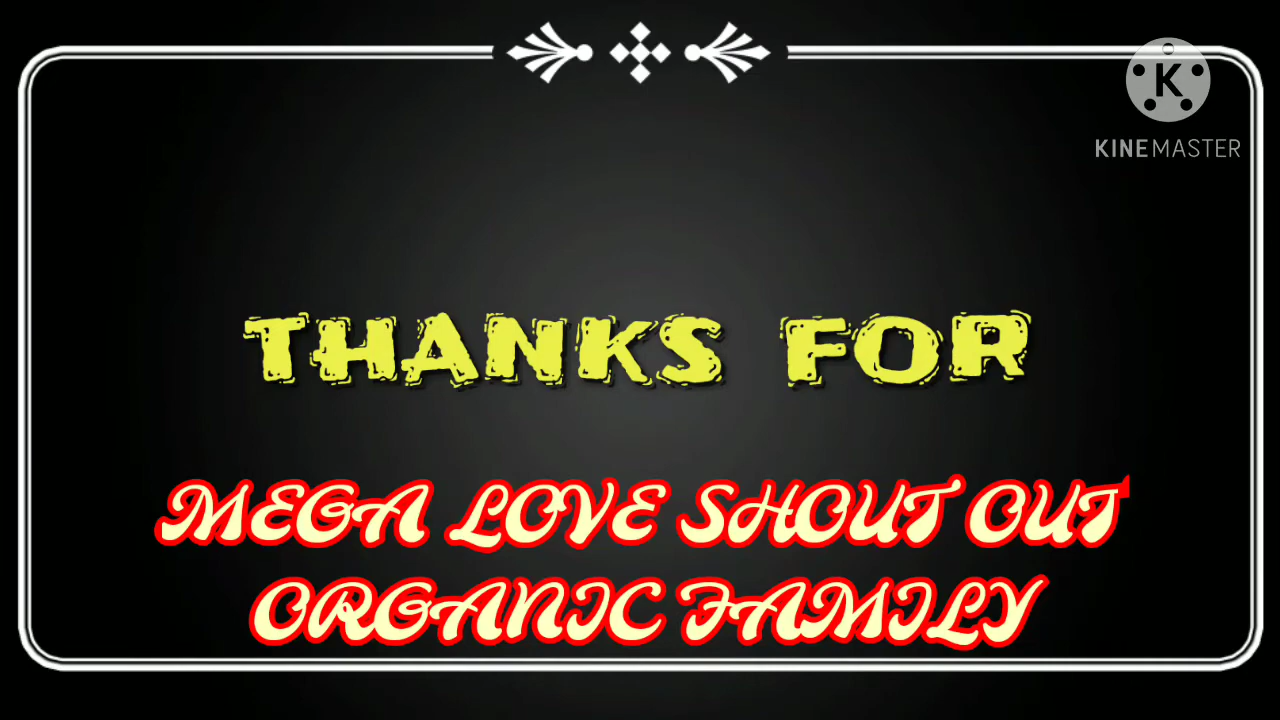 K
KINEMASTER
THANKS FOR
MEGA LOVE SHOUT OUT
ORGANIC FAMILY